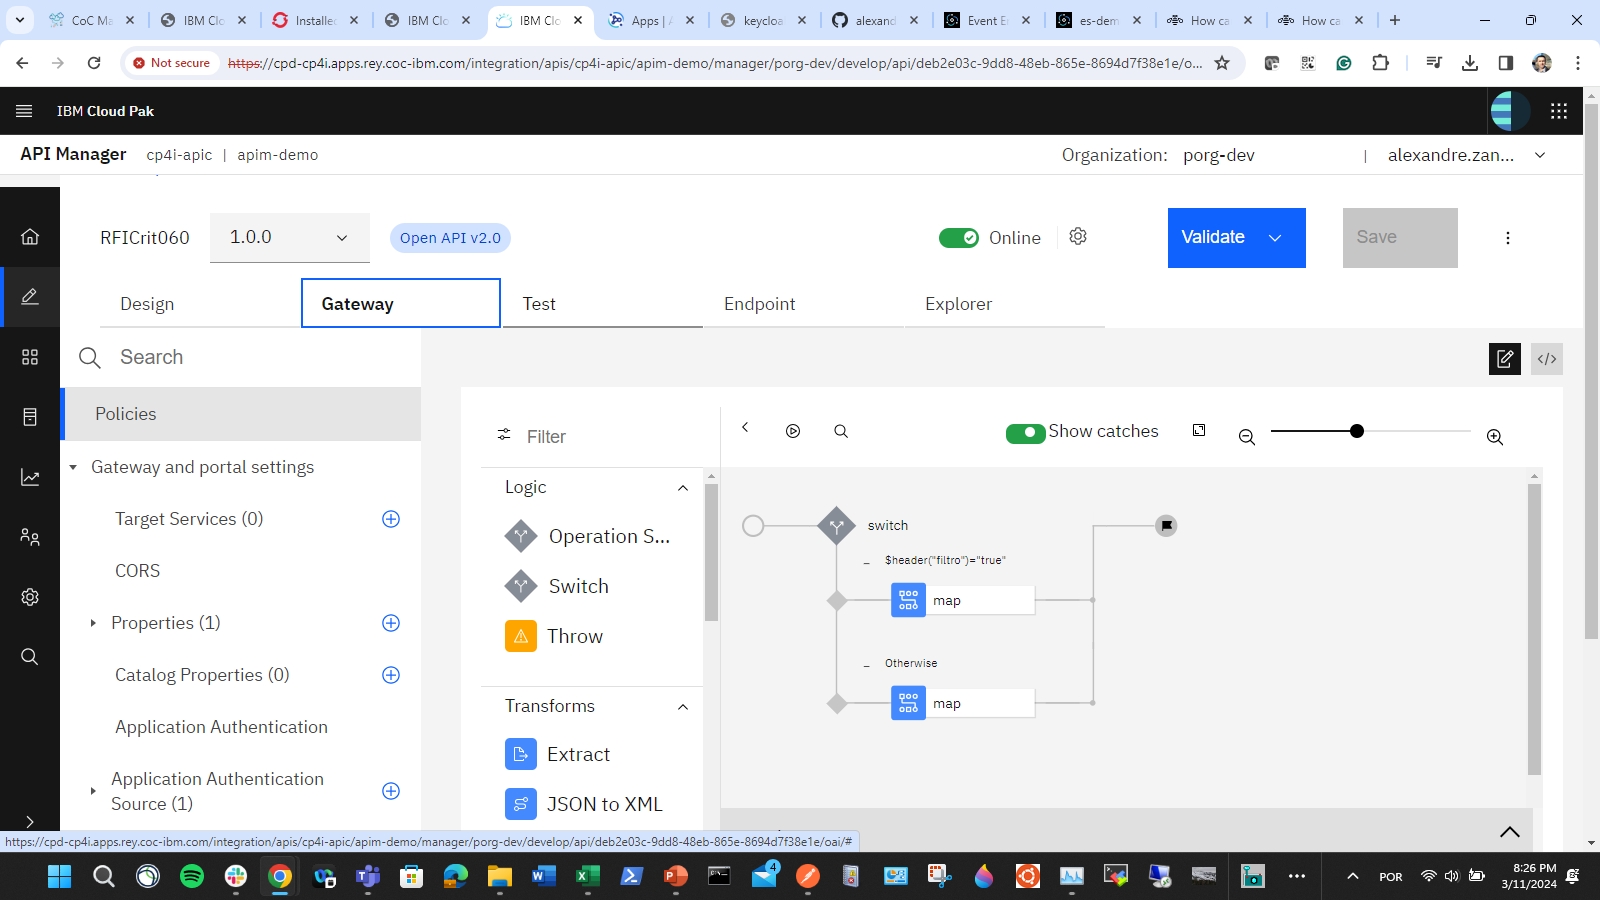 CoC Ma
IBM Clo
Installed
IBM Clo
IBM Clo
Apps | A
keycloa
alexand
Event E
es-dem
How ca
How ca
Not secure
https://cpd-cp4i.apps.rey.coc-ibm.com/integration/apis/cp4i-apic/apim-demo/manager/porg-dev/develop/api/deb2e03c-9dd8-48eb-865e-8694d7f38e1e/o...
IBM Cloud Pak
API Manager cp4i-apic | apim-demo
Organization: porg-dev | alexandre.zan...
RFICrit060 1.0.0 Open API v2.0
Online
Validate
Save
Design
Gateway
Test
Endpoint
Explorer
Search
Policies
Gateway and portal settings
Target Services (0)
CORS
Properties (1)
Catalog Properties (0)
Application Authentication
Application Authentication
Source (1)
Filter
Logic
Operation S...
Switch
Throw
Transforms
Extract
JSON to XML
Show catches
switch
$header("filtro")="true"
map
Otherwise
map
https://cpd-cp4i.apps.rey.coc-ibm.com/integration/apis/cp4i-apic/apim-demo/manager/porg-dev/develop/api/deb2e03c-9dd8-48eb-865e-8694d7f38e1e/oai/#
4
POR
8:26 PM
3/11/2024